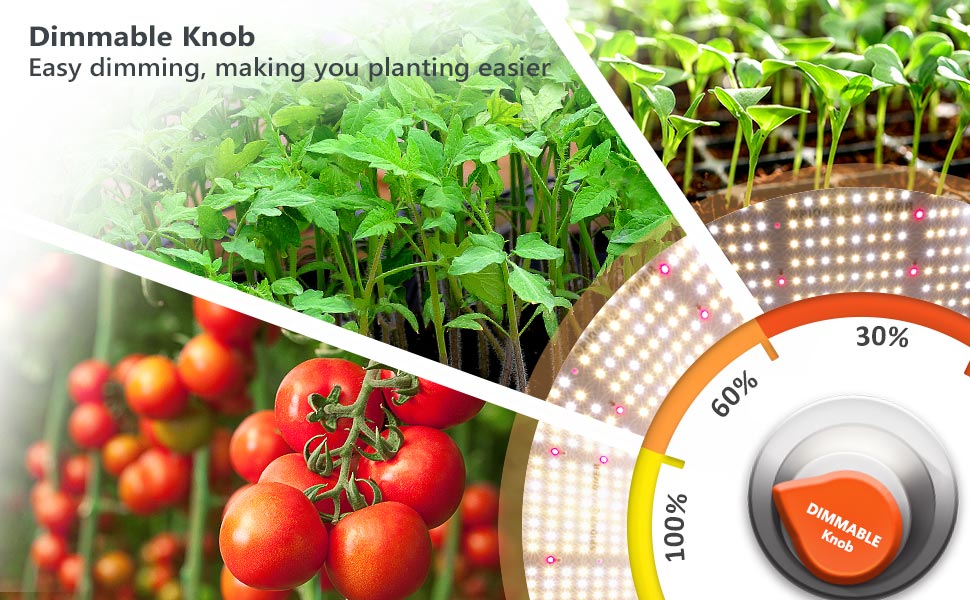 Dimmable Knob
Easy dimming, making you planting easier
30%
60%
100%
DIMMABLE
Knob